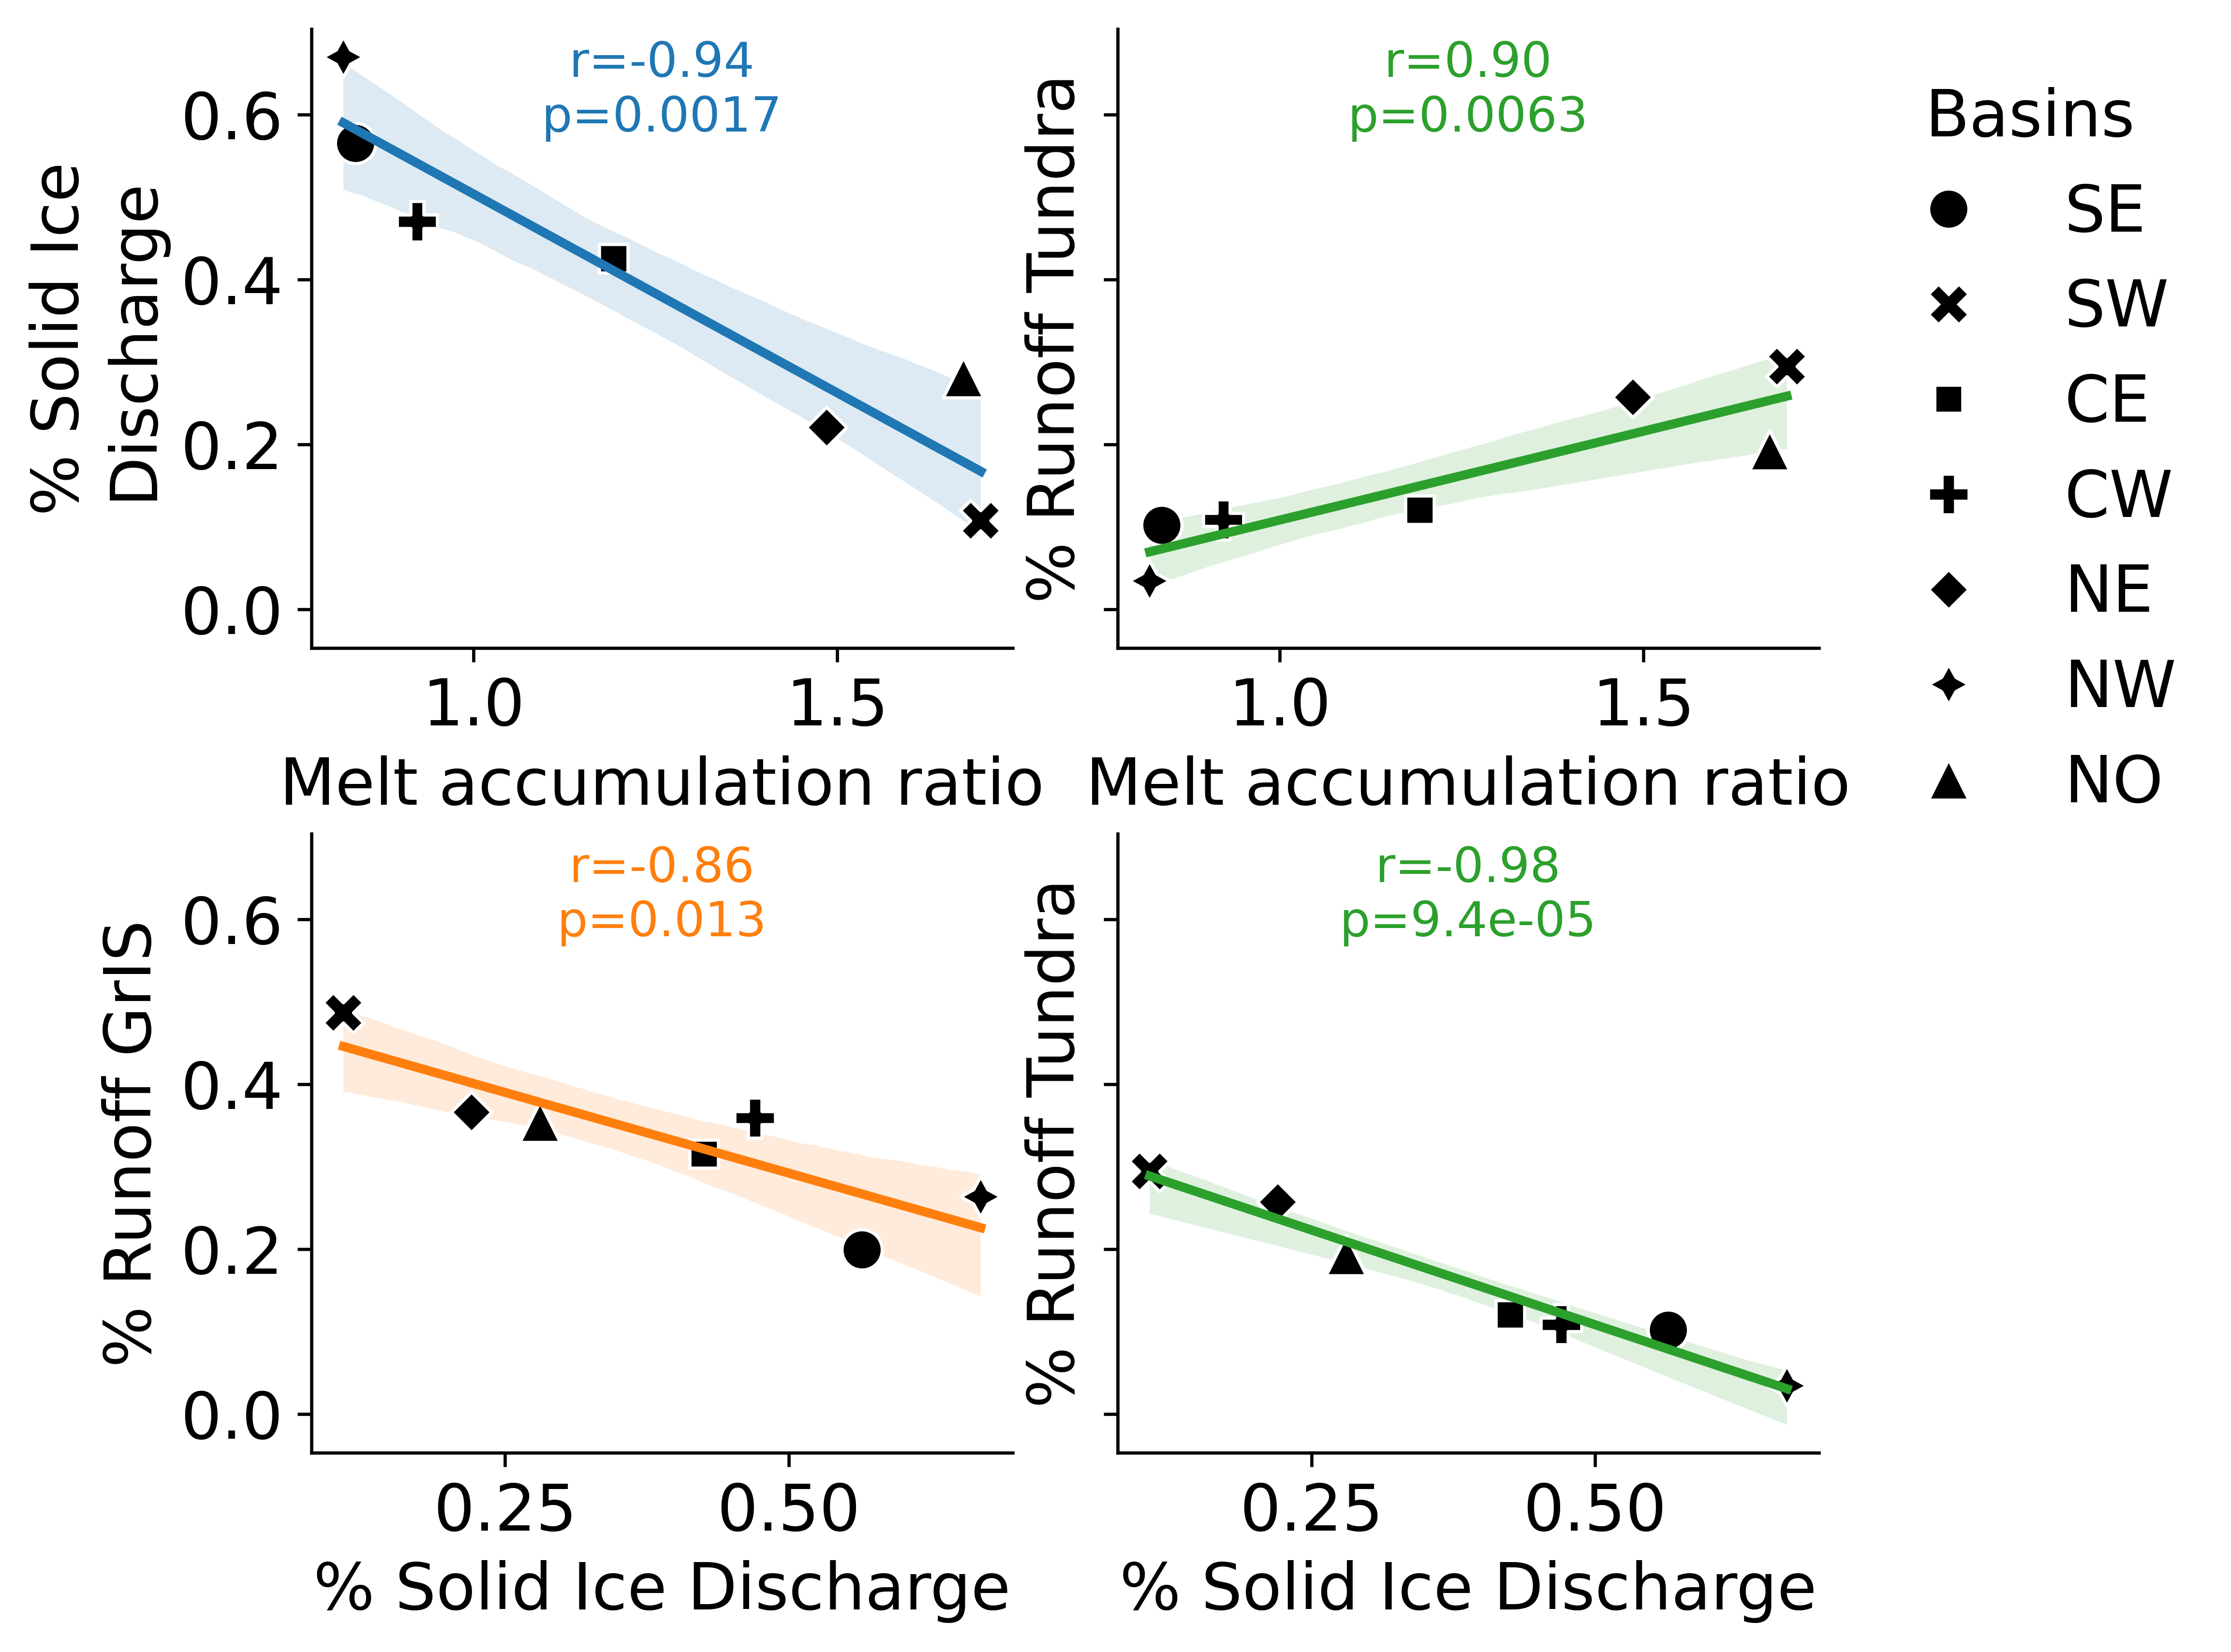 % Solid Ice
Discharge
0.6
0.4
0.2
0.0
r=-0.94
p=0.0017
1.0
1.5
Melt accumulation ratio
% Runoff Tundra
r=0.90
p=0.0063
1.0
1.5
Melt accumulation ratio
Basins
SE
SW
CE
CW
NE
NW
NO
% Runoff GrIS
0.6
0.4
0.2
0.0
r=-0.86
p=0.013
0.25
0.50
% Solid Ice Discharge
% Runoff Tundra
r=-0.98
p=9.4e-05
0.25
0.50
% Solid Ice Discharge